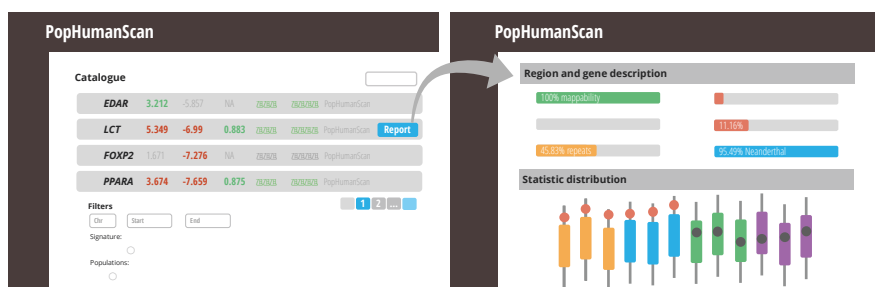 PopHumanScan
Catalogue
EDAR 3.212 -5.857 NA PopHumanScan
LCT 5.349 -6.99 0.883 PopHumanScan Report
FOXP2 1.671 -7.276 NA PopHumanScan
PPARA 3.674 -7.659 0.875 PopHumanScan
1 2 ...
Filters
Chr Start End
Signature:
Populations:
PopHumanScan
Region and gene description
100% mappability
11.16%
45.83% repeats 95.49% Neanderthal
Statistic distribution